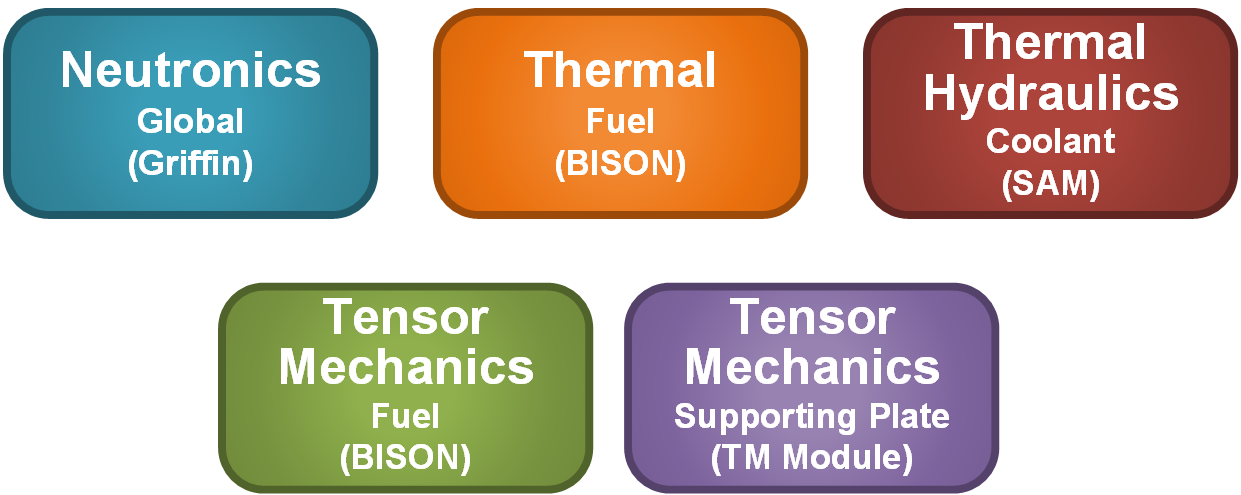 Neutronics
Global
(Griffin)
Thermal
Fuel
(BISON)
Thermal
Hydraulics
Coolant
(SAM)
Tensor
Mechanics
Fuel
(BISON)
Tensor
Mechanics
Supporting Plate
(TM Module)